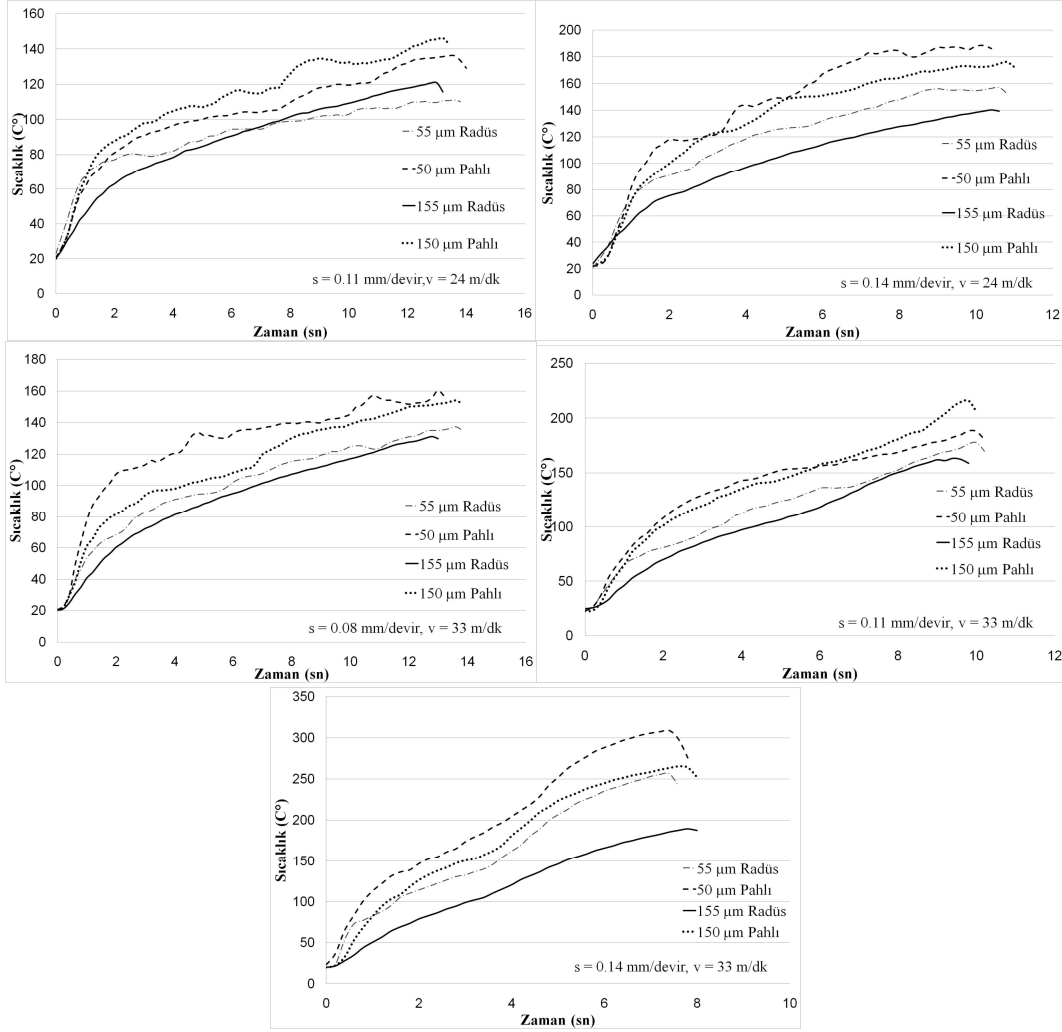 160
140
120
100
80
60
40
20
0
Sıcaklık (C°)
55 µm Radüs
50 µm Pahlı
155 µm Radüs
150 µm Pahlı
s = 0.11 mm/devir,v = 24 m/dk
0 2 4 6 8 10 12 14 16
Zaman (sn)
200
180
160
140
120
100
80
60
40
20
0
Sıcaklık (C°)
55 µm Radüs
50 µm Pahlı
155 µm Radüs
150 µm Pahlı
s = 0.14 mm/devir, v = 24 m/dk
0 2 4 6 8 10 12
Zaman (sn)
180
160
140
120
100
80
60
40
20
0
Sıcaklık (C°)
55 µm Radüs
50 µm Pahlı
155 µm Radüs
150 µm Pahlı
s = 0.08 mm/devir, v = 33 m/dk
0 2 4 6 8 10 12 14 16
Zaman (sn)
250
200
150
100
50
0
Sıcaklık (C°)
55 µm Radüs
50 µm Pahlı
155 µm Radüs
150 µm Pahlı
s = 0.11 mm/devir, v = 33 m/dk
0 2 4 6 8 10 12
Zaman (sn)
350
300
250
200
150
100
50
0
Sıcaklık (C°)
55 µm Radüs
50 µm Pahlı
155 µm Radüs
150 µm Pahlı
s = 0.14 mm/devir, v = 33 m/dk
0 2 4 6 8 10
Zaman (sn)